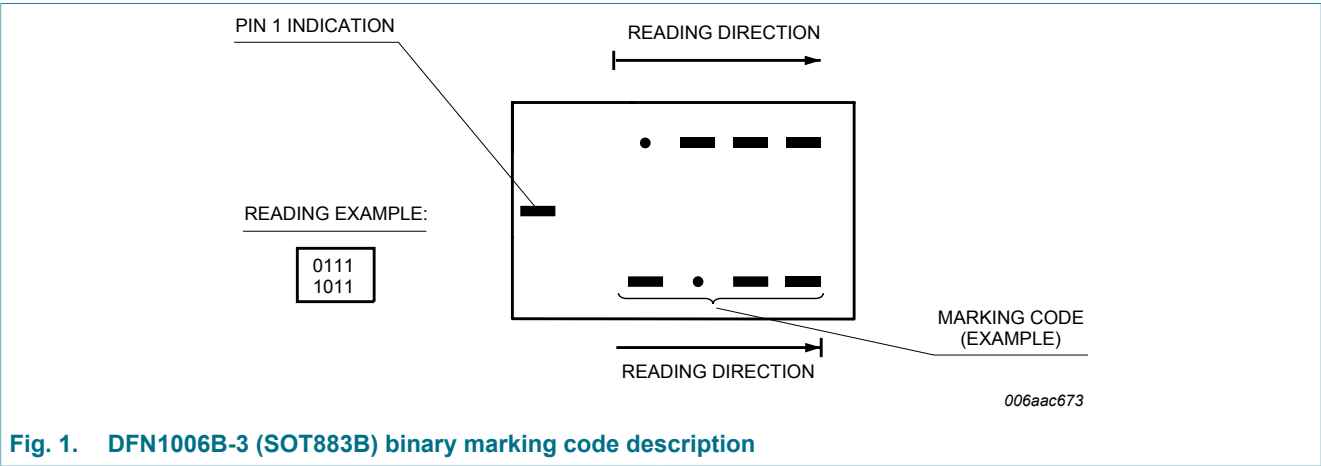 PIN 1 INDICATION
READING DIRECTION
READING EXAMPLE:
0111
1011
MARKING CODE
(EXAMPLE)
READING DIRECTION
006aac673
Fig. 1. DFN1006B-3 (SOT883B) binary marking code description